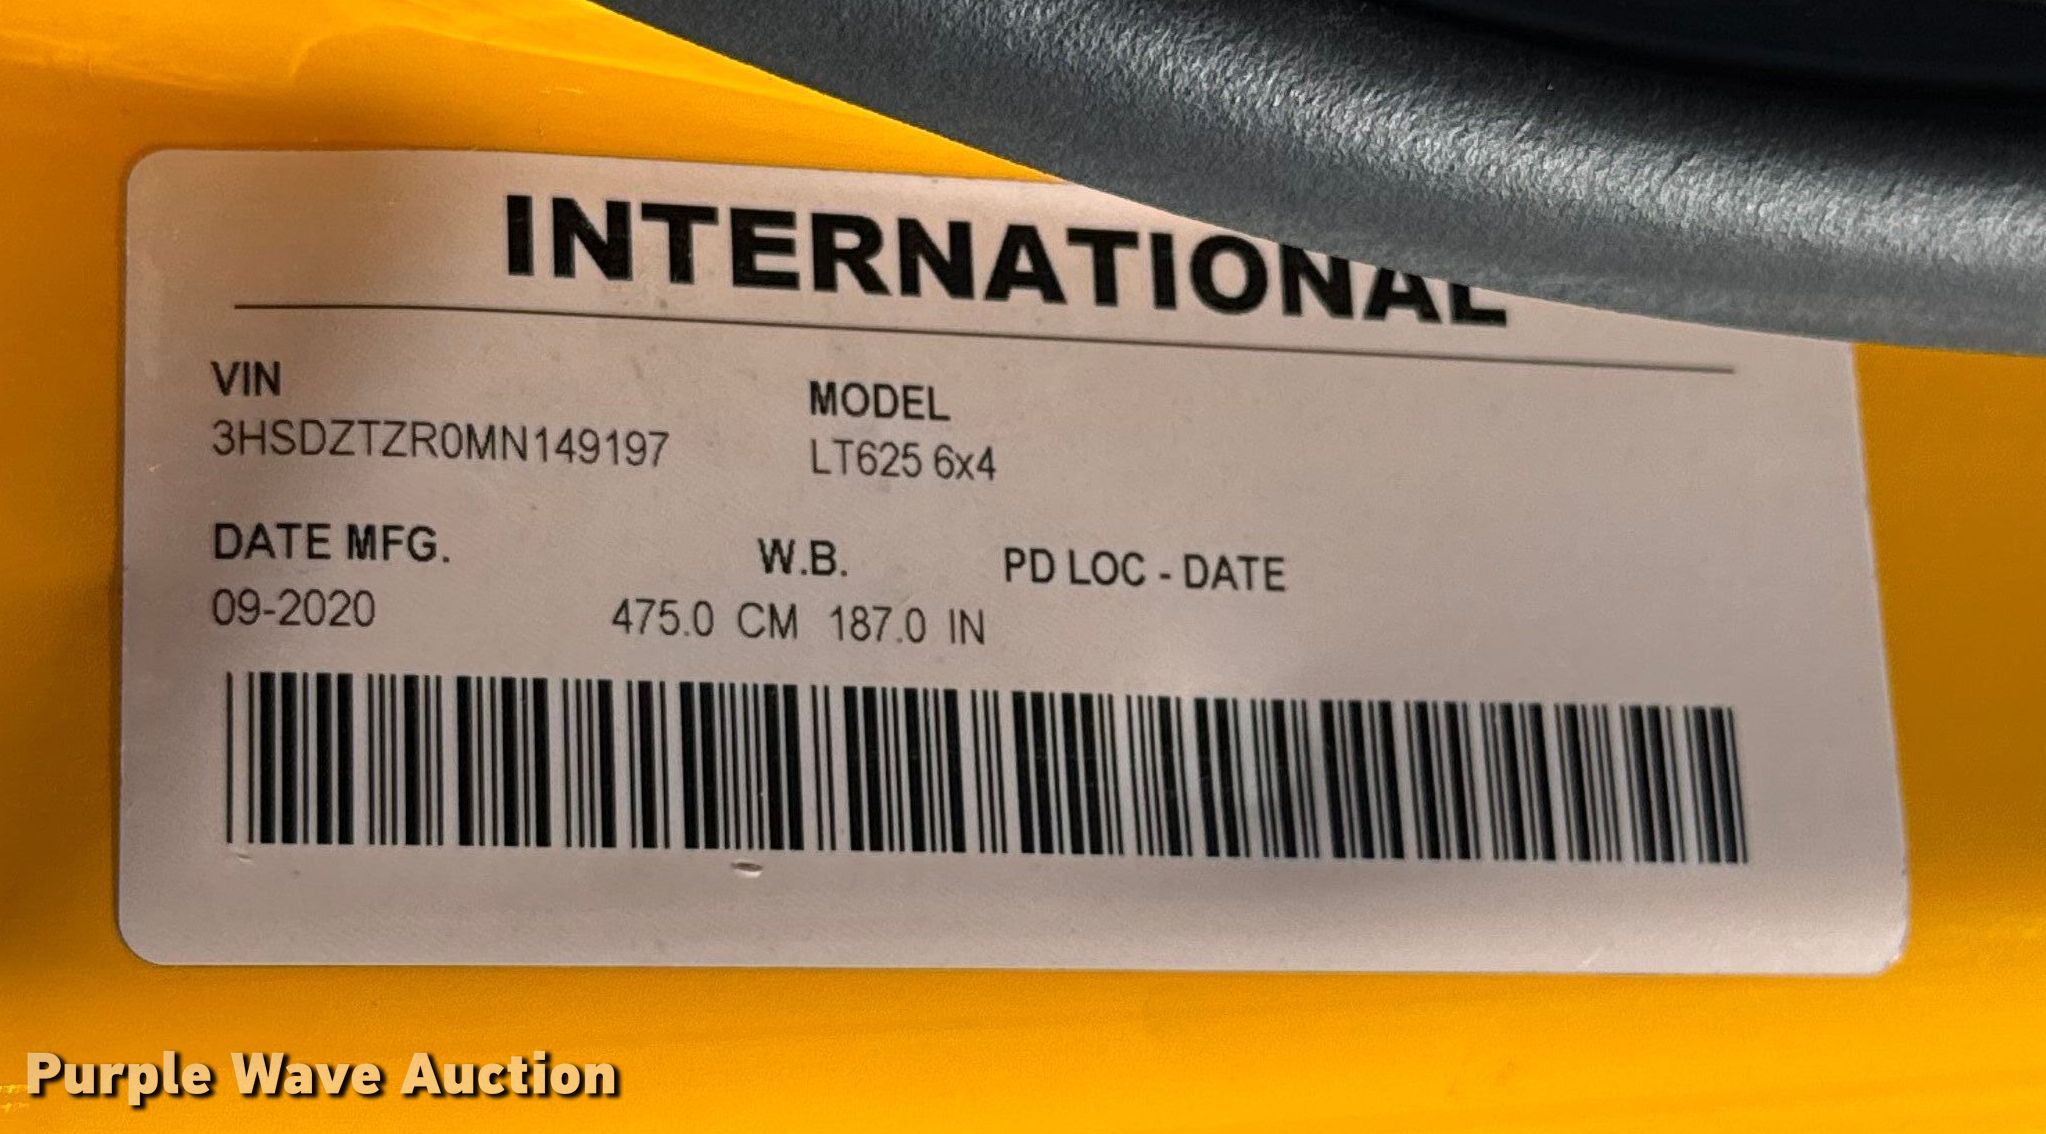 INTERNATIONAL
VIN
3HSDZTZR0MN149197
MODEL
LT625 6x4
DATE MFG.
09-2020
W.B.
475.0 CM 187.0 IN
PD LOC - DATE
Purple Wave Auction